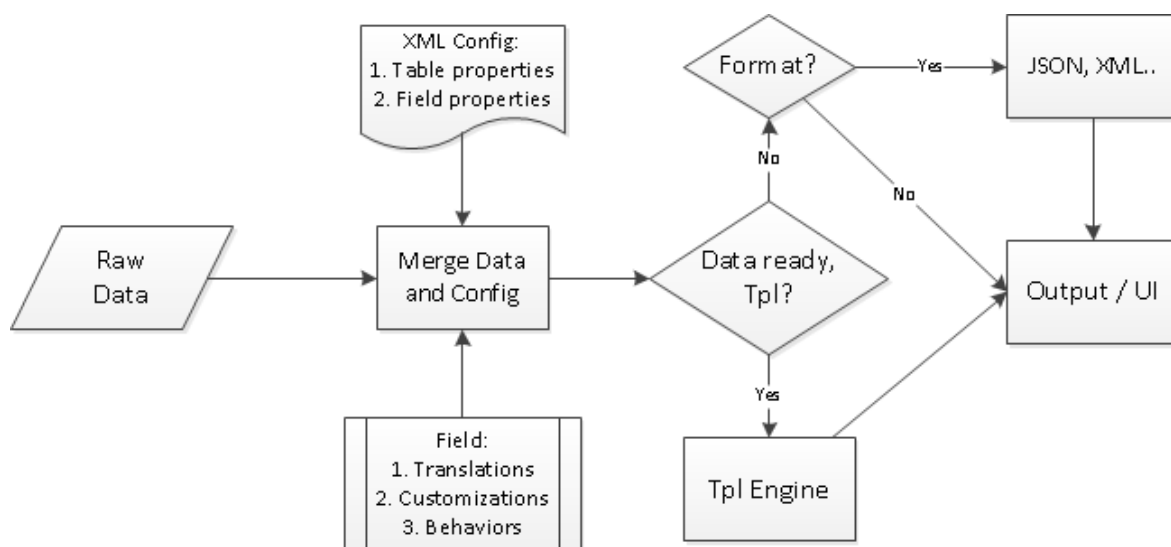 XML Config:
1. Table properties
2. Field properties
Format?
Yes
JSON, XML..
No
No
Raw
Data
Merge Data
and Config
Data ready,
Tpl?
Output / UI
Yes
Field:
1. Translations
2. Customizations
3. Behaviors
Tpl Engine